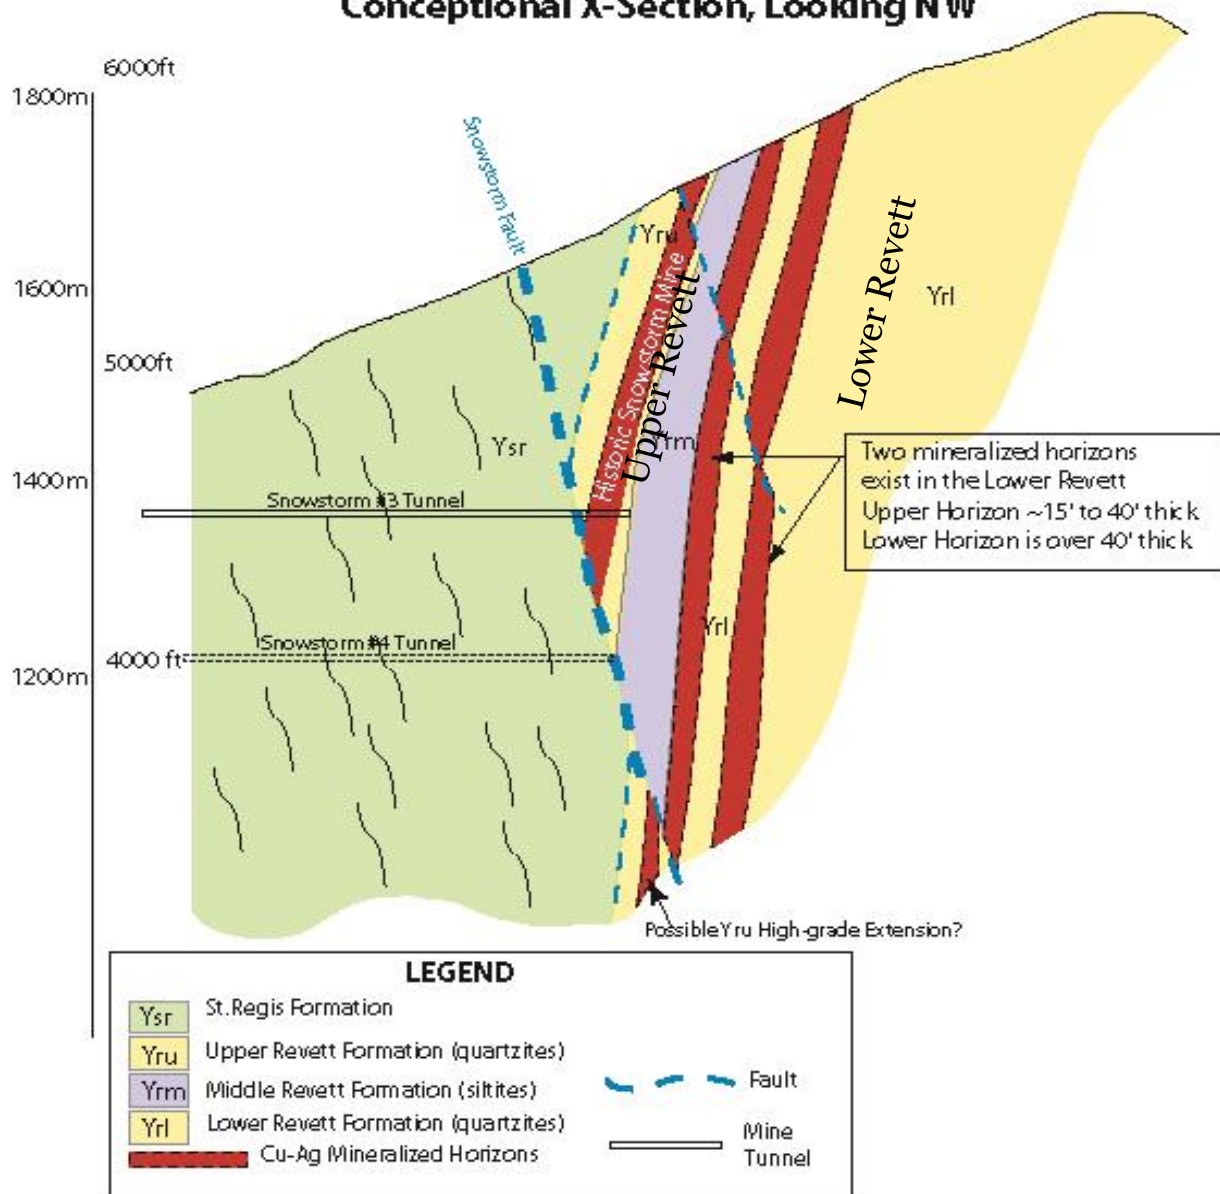 Conceptional X-Section, Looking NW
6000ft
1800m
Snowstorm Fault
Yru
1600m
Historic Snowstorm Mine
Upper Revett
Lower Revett
Yrl
5000ft
Ysr
Yrm
1400m
Two mineralized horizons
exist in the Lower Revett
Upper Horizon ~15' to 40' thick
Lower Horizon is over 40' thick
Snowstorm #3 Tunnel
Yrl
Snowstorm #4 Tunnel
4000 ft
1200m
Possible Yru High-grade Extension?
LEGEND
Ysr St.Regis Formation
Yru Upper Revett Formation (quartzites)
Yrm Middle Revett Formation (siltites)
Yrl Lower Revett Formation (quartzites)
Cu-Ag Mineralized Horizons
Fault
Mine
Tunnel